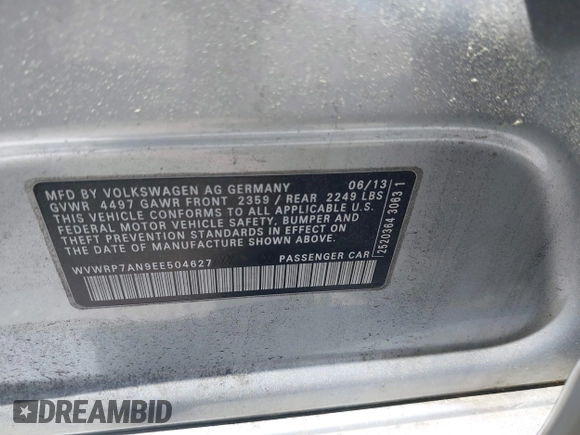 MFD BY VOLKSWAGEN AG GERMANY 06/13
GVWR 4497 GAWR FRONT 2359 / REAR 2249 LBS
THIS VEHICLE CONFORMS TO ALL APPLICABLE U.S.
FEDERAL MOTOR VEHICLE SAFETY, BUMPER AND
THEFT PREVENTION STANDARDS IN EFFECT ON
THE DATE OF MANUFACTURE SHOWN ABOVE.
WVWRP7AN9EE504627 PASSENGER CAR
2520364 3063 1
DREAMBID